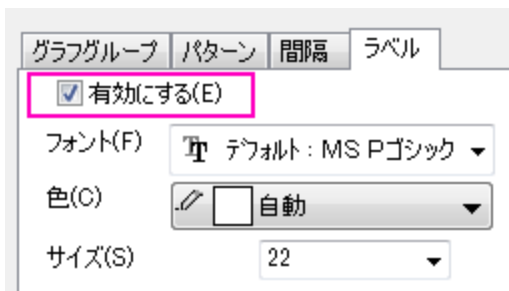 グラフグループ パターン 間隔 ラベル
有効にする(E)
フォント(F) デフォルト : MS Pゴシック
色(C) 自動
サイズ(S) 22